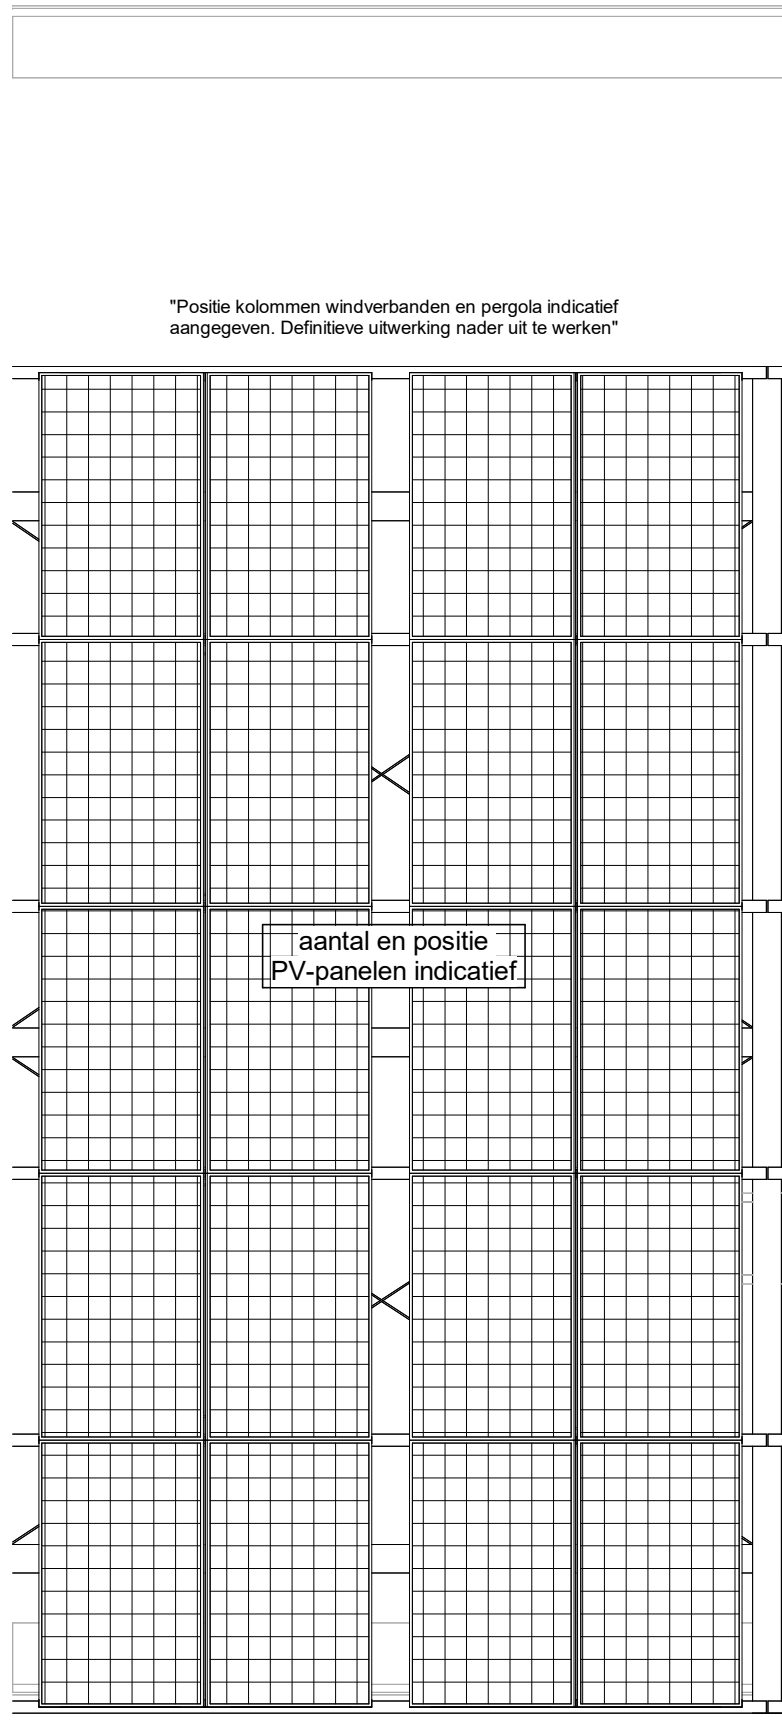 "Positie kolommen windverbanden en pergola indicatief
aangegeven. Definitieve uitwerking nader uit te werken"
aantal en positie
PV-panelen indicatief